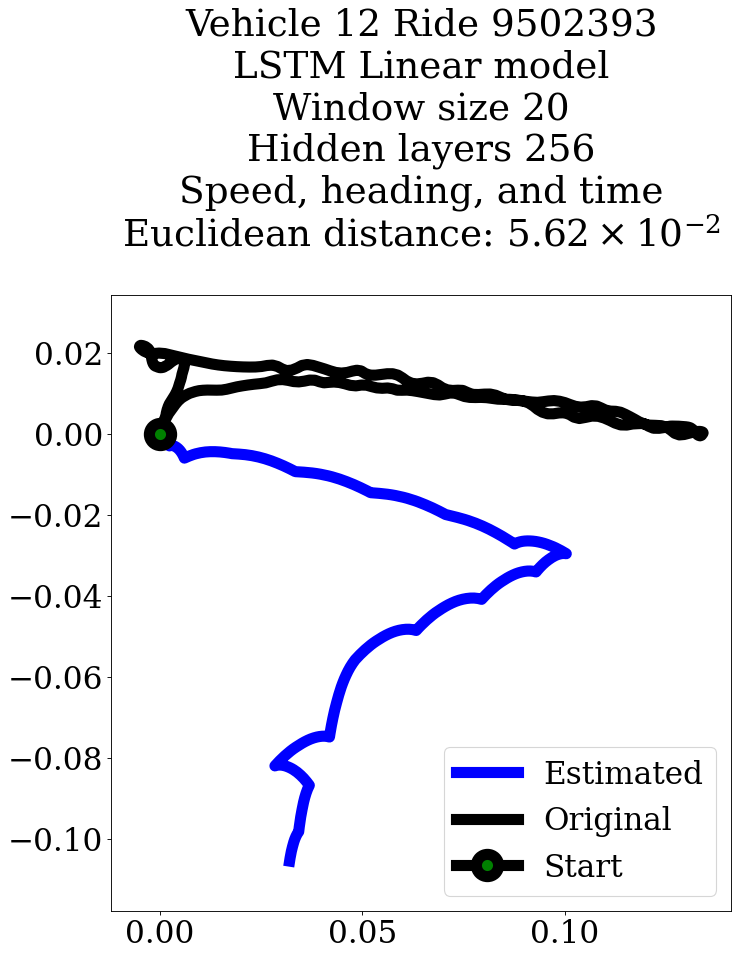 Vehicle 12 Ride 9502393
LSTM Linear model
Window size 20
Hidden layers 256
Speed, heading, and time
Euclidean distance: $5.62 \times 10^{-2}$
0.02
0.00
−0.02
−0.04
−0.06
−0.08
−0.10
Estimated
Original
Start
0.00 0.05 0.10